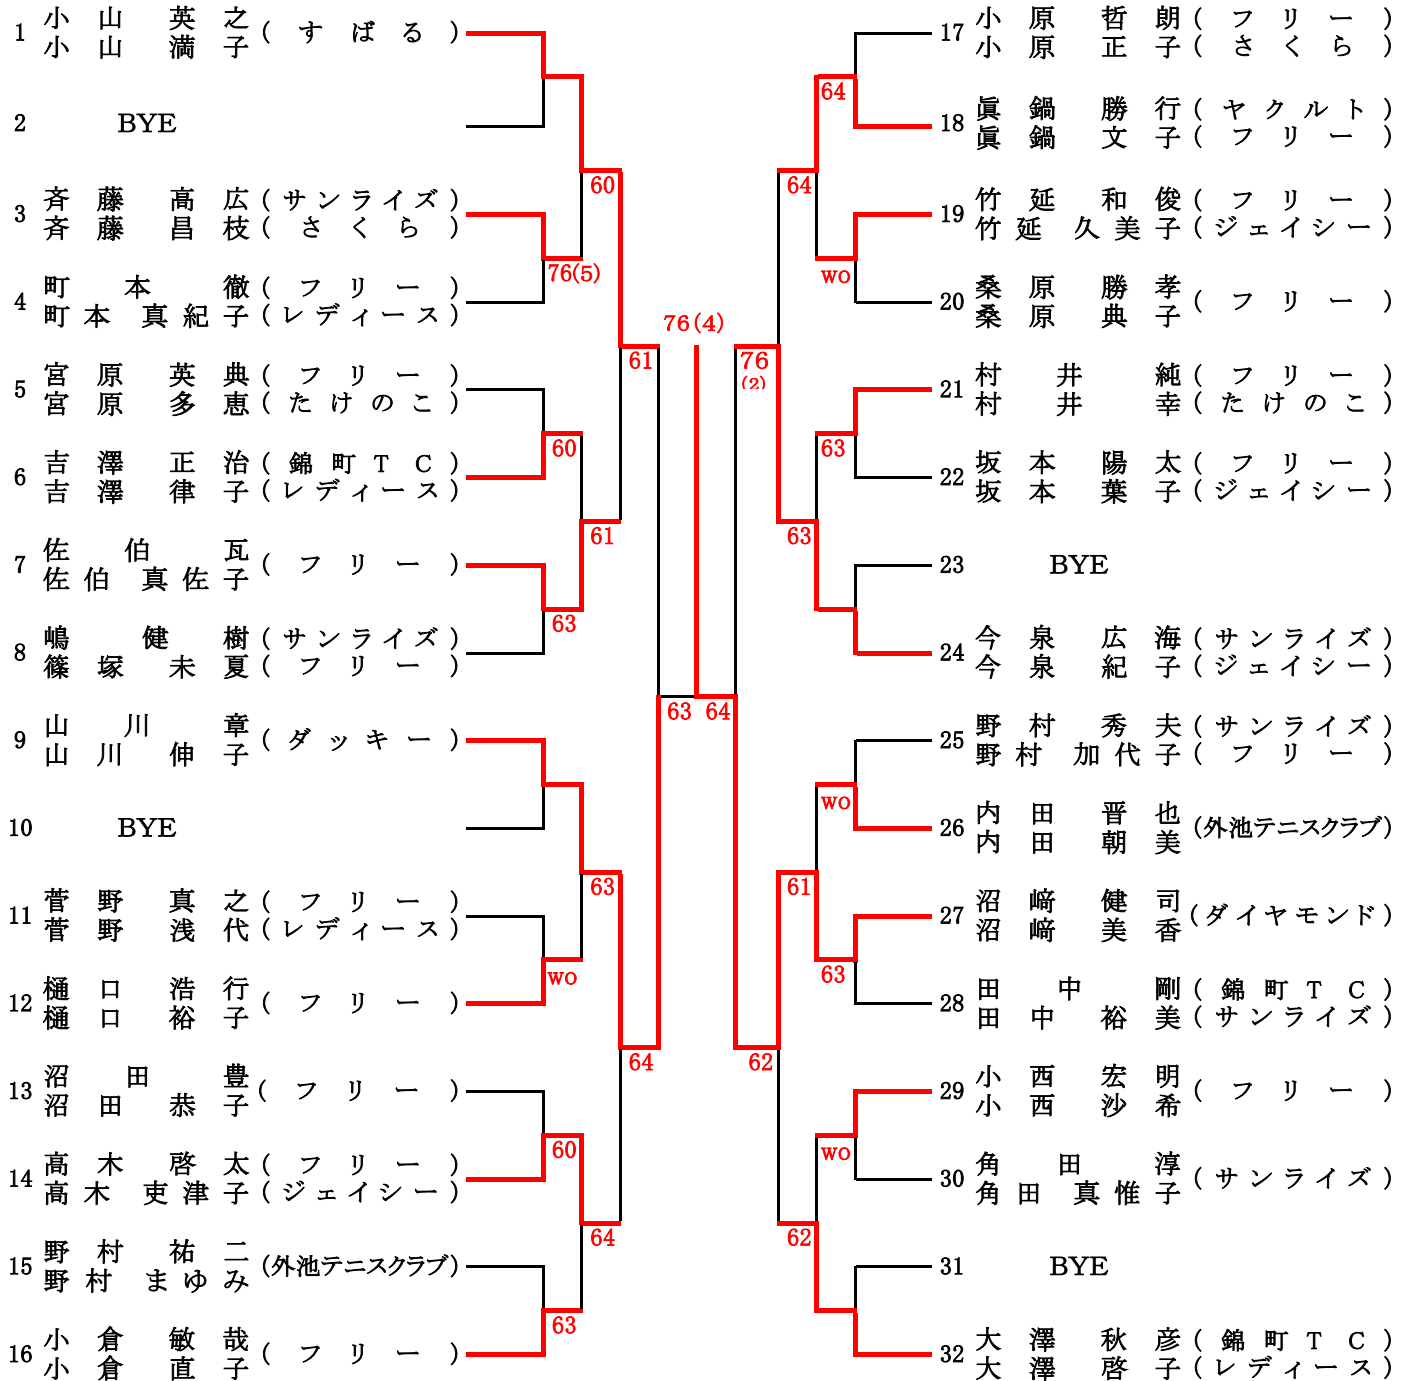 1 小山英之 (すばる)
小山満子
2 BYE
3 斉藤高広 (サンライズ)
斉藤昌枝 (さくら)
4 町本徹 (フリー)
町本真紀子 (レディース)
5 宮原英典 (フリー)
宮原多恵 (たけのこ)
6 吉澤正治 (錦町TC)
吉澤律子 (レディース)
7 佐伯瓦 (フリー)
佐伯真佐子
8 嶋健樹 (サンライズ)
篠塚未夏 (フリー)
9 山川章 (ダッキー)
山川伸子
10 BYE
11 菅野真之 (フリー)
菅野浅代 (レディース)
12 樋口浩行 (フリー)
樋口裕子
13 沼田豊 (フリー)
沼田恭子
14 高木啓太 (フリー)
高木吏津子 (ジェイシー)
15 野村祐二 (外池テニスクラブ)
野村まゆみ
16 小倉敏哉 (フリー)
小倉直子
76(5)
60
63
wo
60
63
60
61
63
64
61
64
63
76(4)
64
76
(2)
62
64
63
61
62
64
wo
63
wo
63
wo
17 小原哲朗 (フリー)
小原正子 (さくら)
18 眞鍋勝行 (ヤクルト)
眞鍋文子 (フリー)
19 竹延和俊 (フリー)
竹延久美子 (ジェイシー)
20 桑原勝孝 (フリー)
桑原典子
21 村井純 (フリー)
村井幸 (たけのこ)
22 坂本陽太 (フリー)
坂本葉子 (ジェイシー)
23 BYE
24 今泉広海 (サンライズ)
今泉紀子 (ジェイシー)
25 野村秀夫 (サンライズ)
野村加代子 (フリー)
26 内田晋也 (外池テニスクラブ)
内田朝美
27 沼﨑健司 (ダイヤモンド)
沼﨑美香
28 田中剛 (錦町TC)
田中裕美 (サンライズ)
29 小西宏明 (フリー)
小西沙希
30 角田淳 (サンライズ)
角田真惟子
31 BYE
32 大澤秋彦 (錦町TC)
大澤啓子 (レディース)